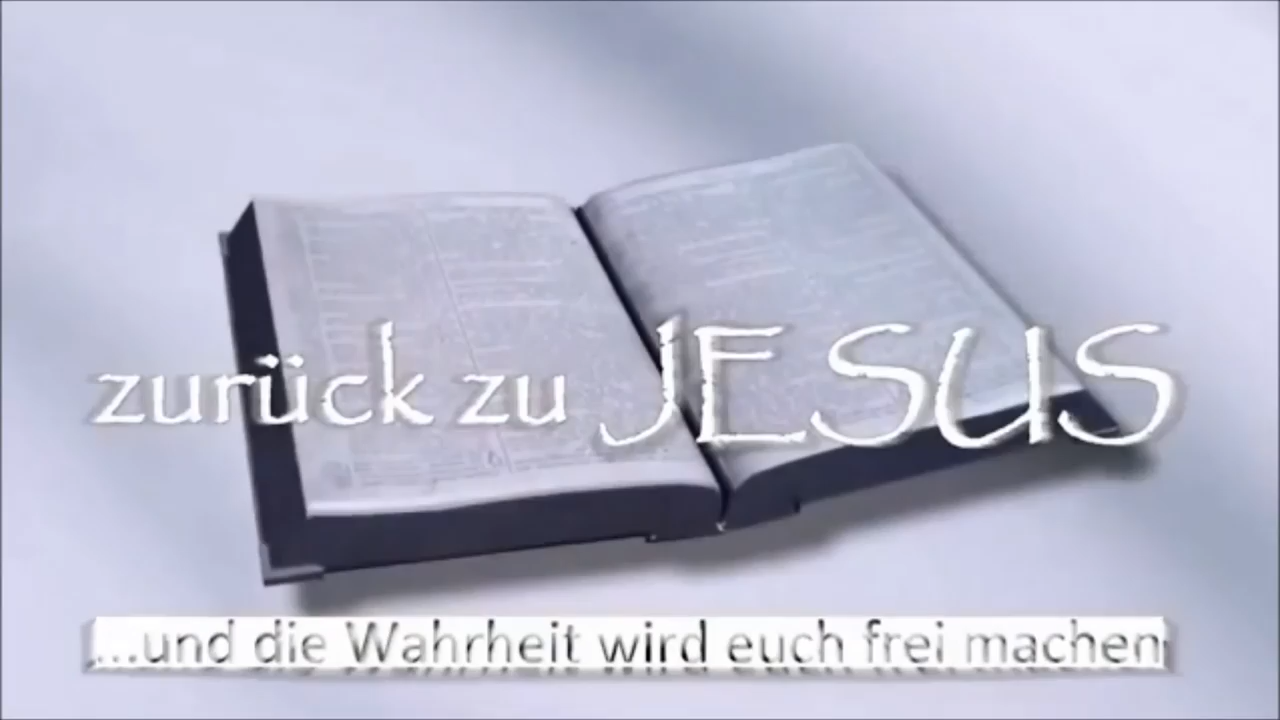 zurück zu JESUS
...und die Wahrheit wird euch frei machen